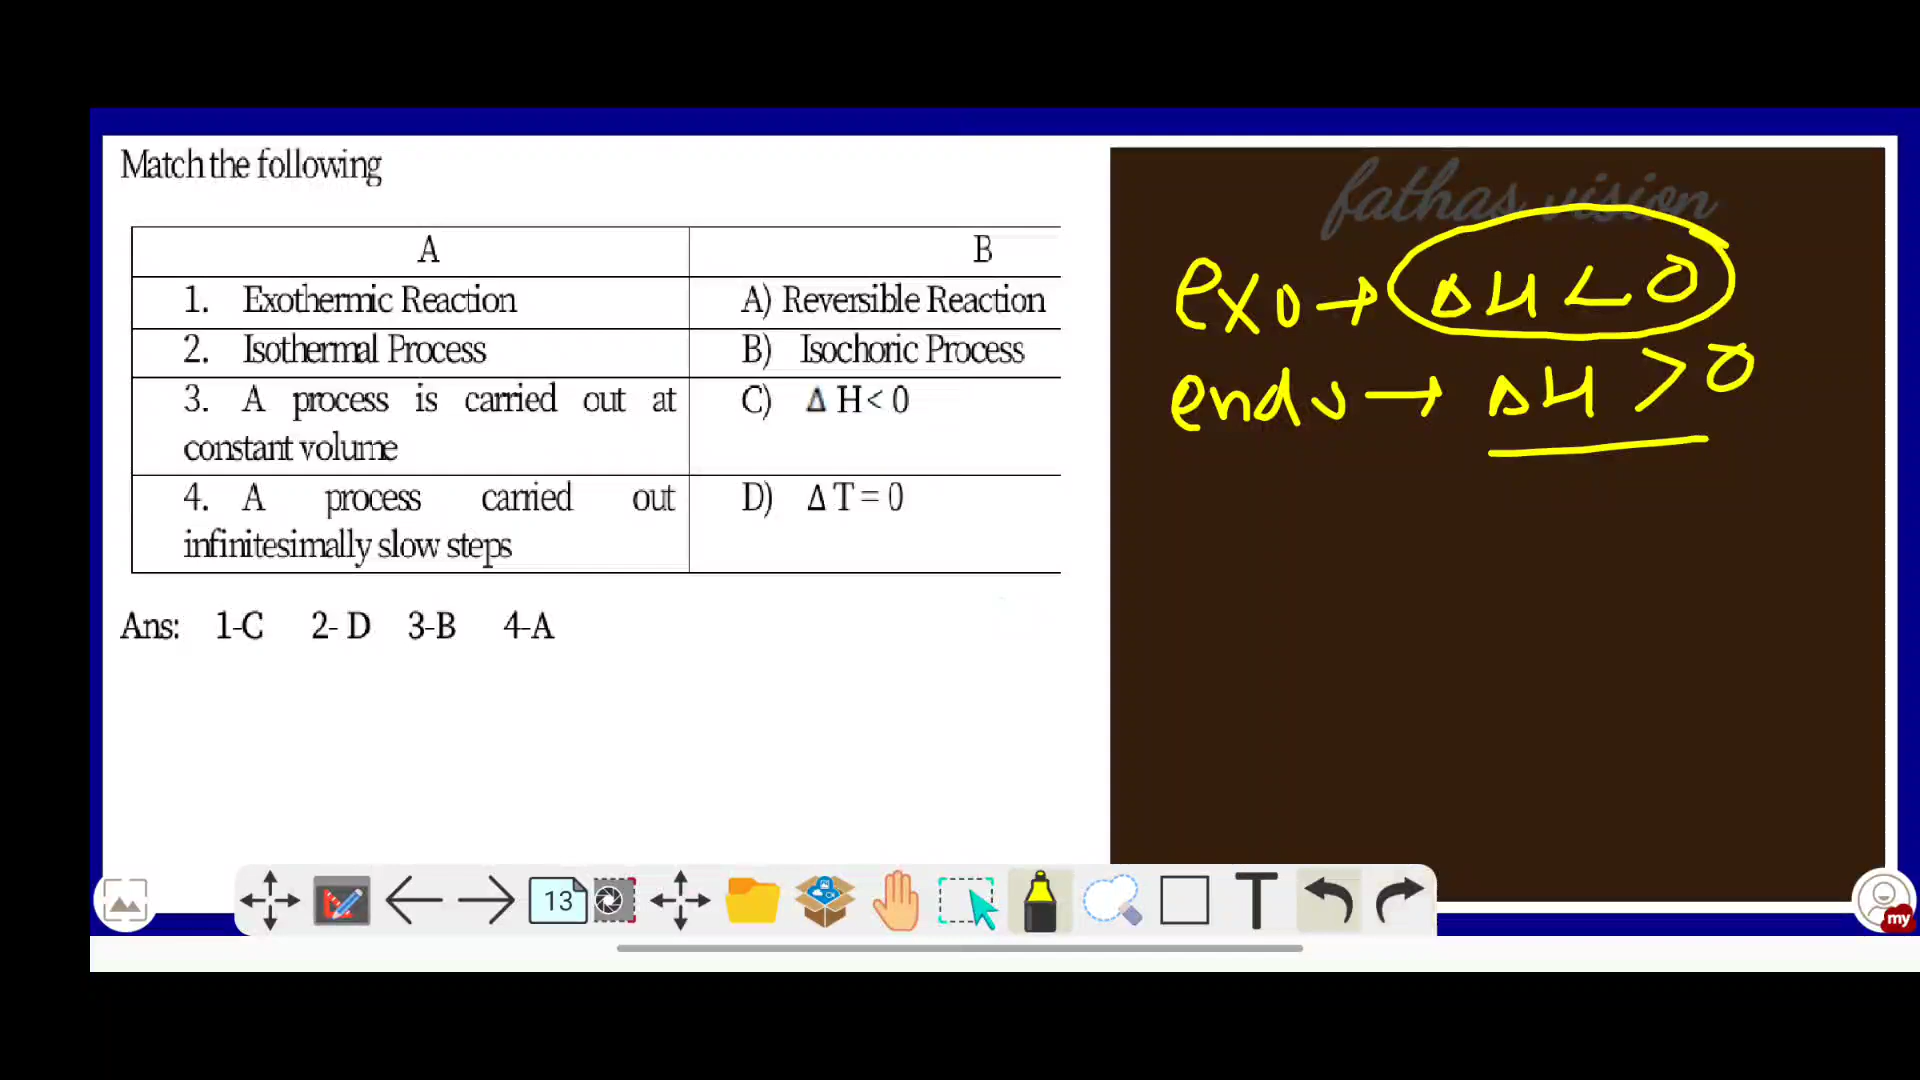 Match the following
A B
1. Exothermic Reaction A) Reversible Reaction
2. Isothermal Process B) Isochoric Process
3. A process is carried out at C) Δ H< 0
constant volume
4. A process carried out D) Δ T = 0
infinitesimally slow steps
Ans: 1-C 2- D 3-B 4-A
fathas vision
exo → ΔH < 0
endo → ΔH > 0
13
T
my